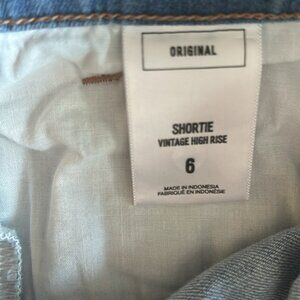 ORIGINAL
SHORTIE
VINTAGE HIGH RISE
6
MADE IN INDONESIA
FABRIQUÉ EN INDONÉSIE